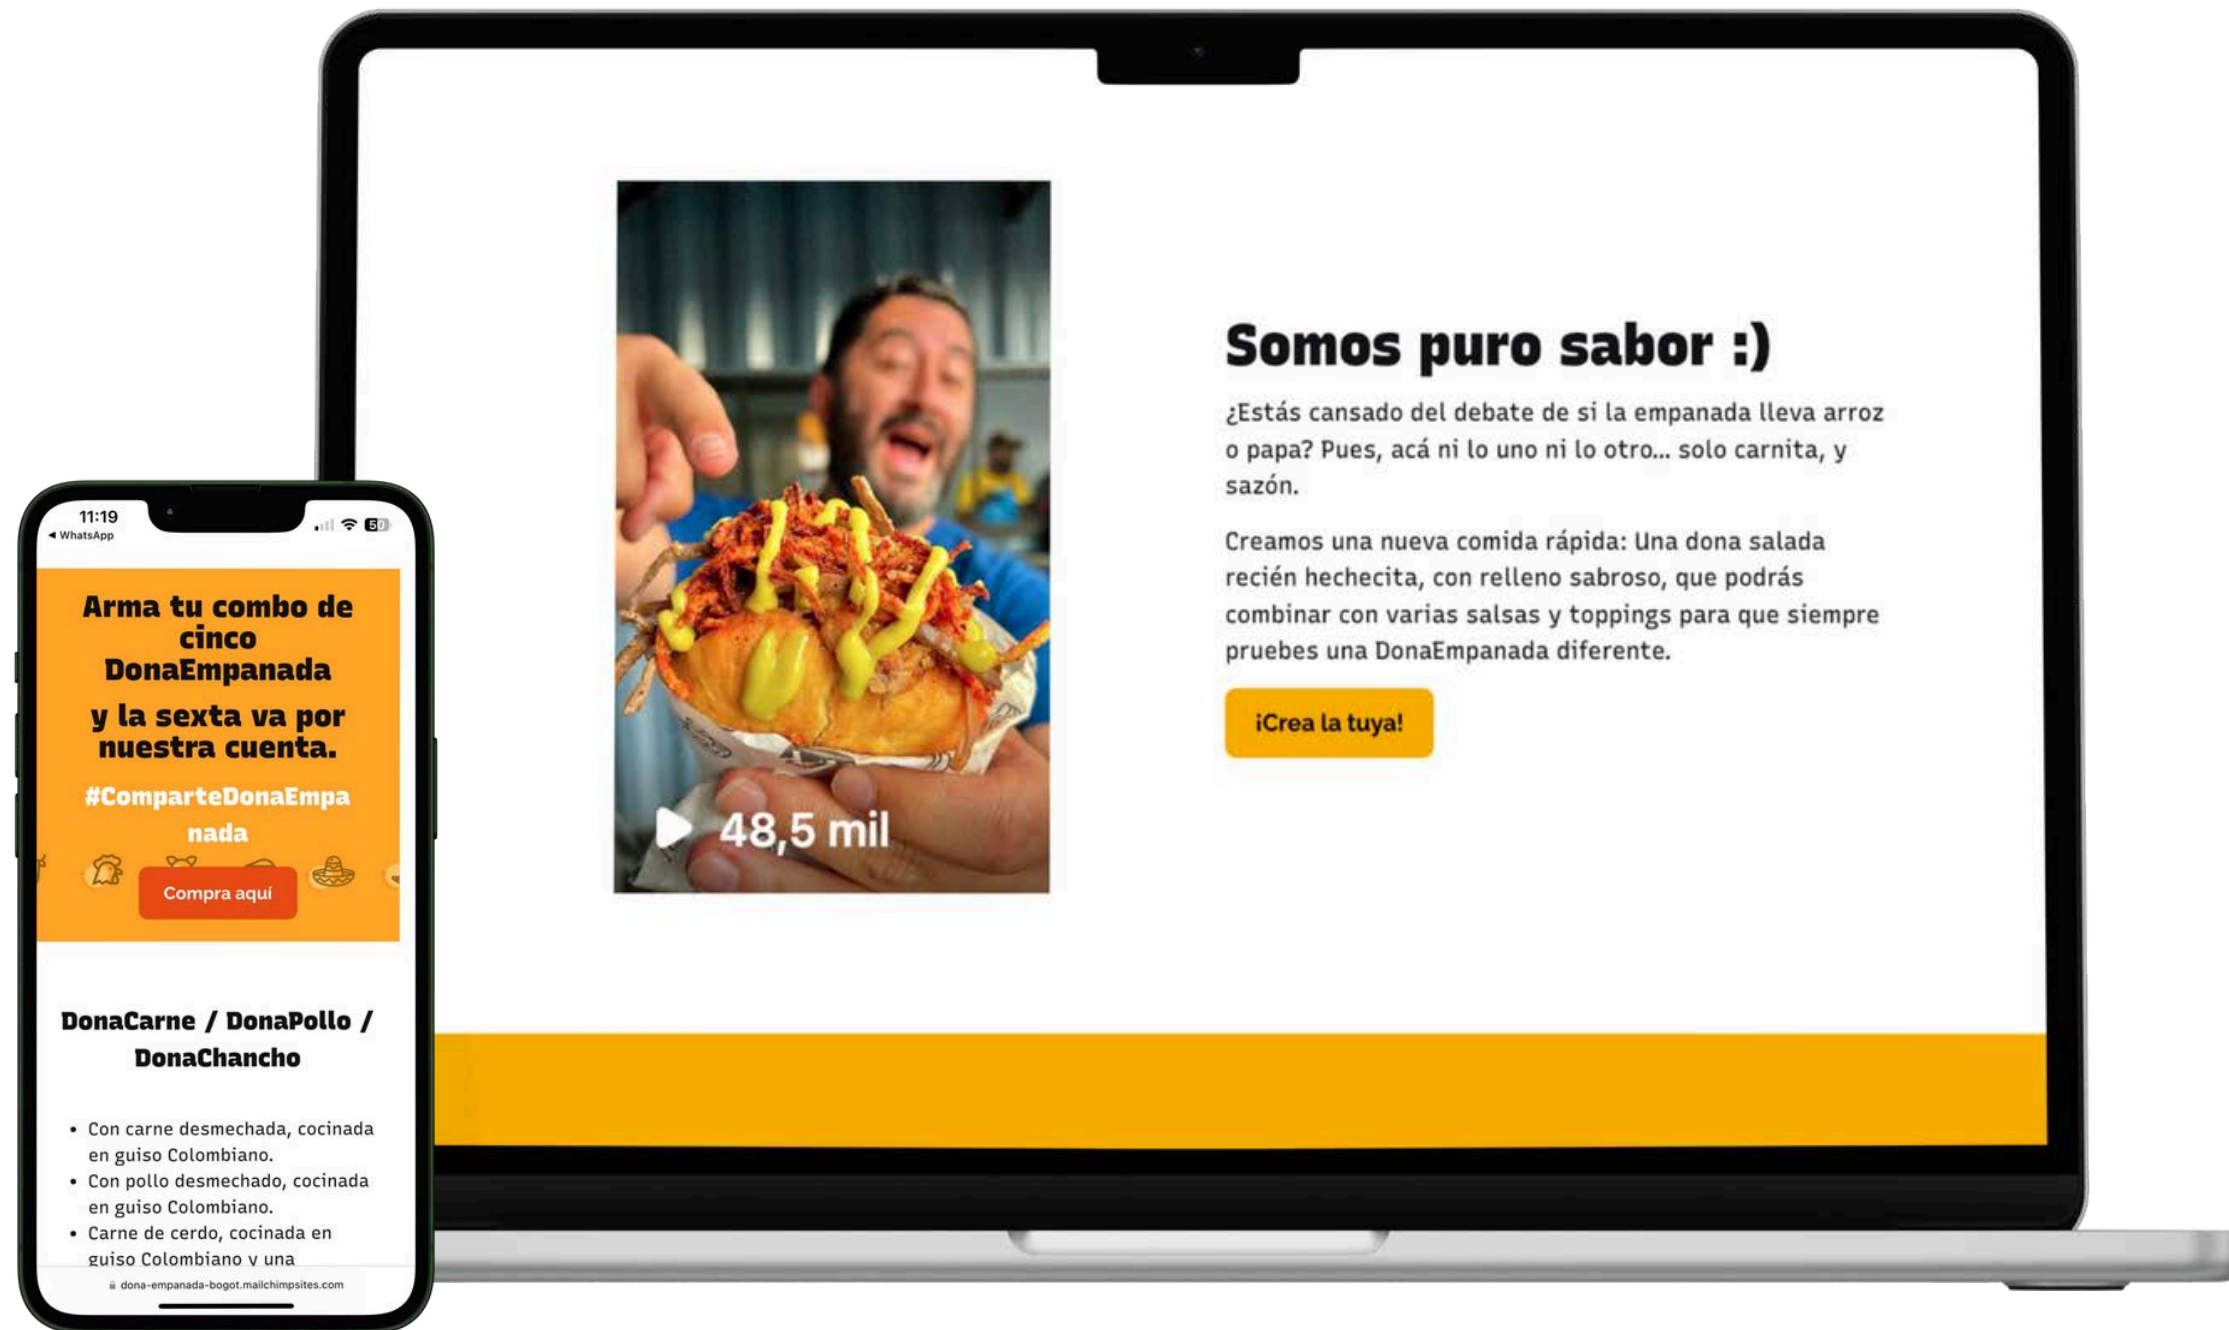 Somos puro sabor :)
¿Estás cansado del debate de si la empanada lleva arroz
o papa? Pues, acá ni lo uno ni lo otro... solo carnita, y
sazón.
Creamos una nueva comida rápida: Una dona salada
recién hechecita, con relleno sabroso, que podrás
combinar con varias salsas y toppings para que siempre
pruebes una DonaEmpanada diferente.
¡Crea la tuya!
48,5 mil
11:19
50
WhatsApp
Arma tu combo de
cinco
DonaEmpanada
y la sexta va por
nuestra cuenta.
#ComparteDonaEmpa
nada
Compra aquí
DonaCarne / DonaPollo /
DonaChancho
• Con carne desmechada, cocinada
en guiso Colombiano.
• Con pollo desmechado, cocinada
en guiso Colombiano.
• Carne de cerdo, cocinada en
guiso Colombiano y una
dona-empanada-bogot.mailchimpsites.com